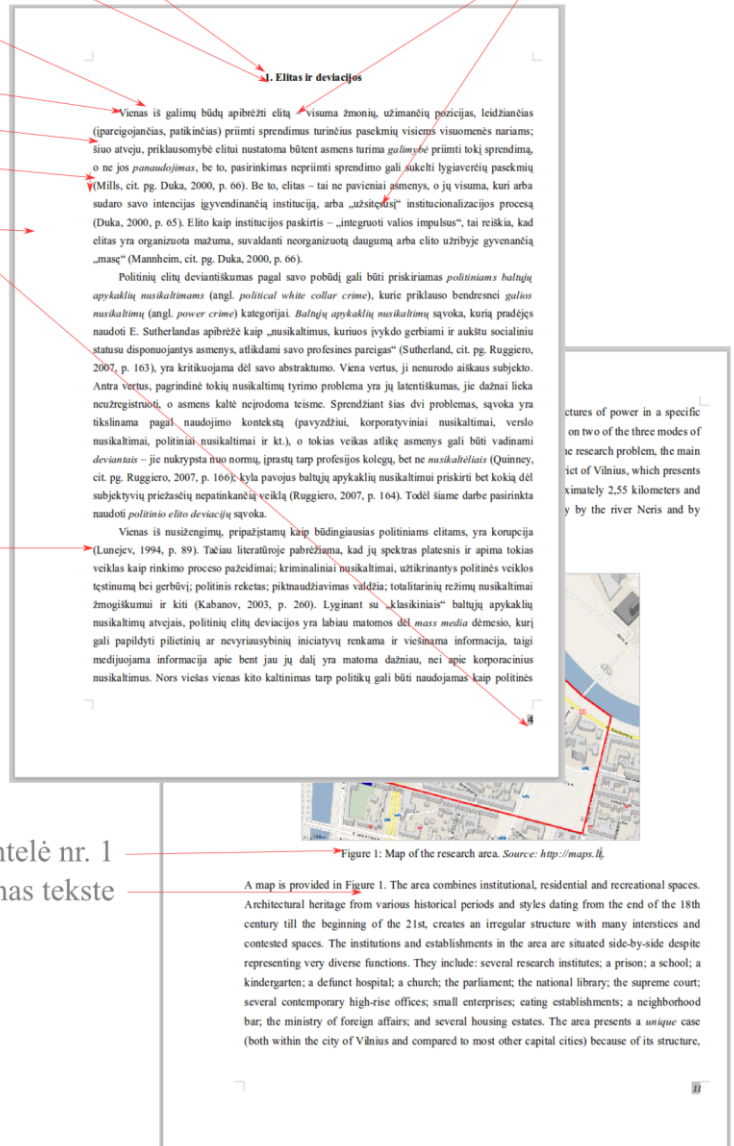 1. Elitas ir deviacijos
Vienas iš galimų būdų apibrėžti elitą – visuma žmonių, užimančių pozicijas, leidžiančias
(įpareigojančias, patikinčias) priimti sprendimus turinčius pasekmių visiems visuomenės nariams;
šiuo atveju, priklausomybė elitui nustatoma būtent asmens turima galimybė priimti tokį sprendimą,
o ne jos panaudojimas, be to, pasirinkimas nepriimti sprendimo gali sukelti lygiaverčių pasekmių
(Mills, cit. pg. Duka, 2000, p. 66). Be to, elitas – tai ne pavieniai asmenys, o jų visuma, kuri arba
sudaro savo intencijas įgyvendinančią instituciją, arba „užsitęsusį“ institucionalizacijos procesą
(Duka, 2000, p. 65). Elito kaip institucijos paskirtis – „integruoti valios impulsus“, tai reiškia, kad
elitas yra organizuota mažuma, suvaldanti neorganizuotą daugumą arba elito užribyje gyvenančią
„masę“ (Mannheim, cit. pg. Duka, 2000, p. 66).
Politinių elitų deviantiškumas pagal savo pobūdį gali būti priskiriamas politiniams baltųjų
apykaklių nusikaltimams (angl. political white collar crime), kurie priklauso bendresnei galios
nusikaltimų (angl. power crime) kategorijai. Baltųjų apykaklių nusikaltimų sąvoka, kurią pradėjęs
naudoti E. Sutherlandas apibrėžė kaip „nusikaltimus, kuriuos įvykdo gerbiami ir aukštu socialiniu
statusu disponuojantys asmenys, atlikdami savo profesines pareigas“ (Sutherland, cit. pg. Ruggiero,
2007, p. 163), yra kritikuojama dėl savo abstraktumo. Viena vertus, ji nenurodo aiškaus subjekto.
Antra vertus, pagrindinė tokių nusikaltimų tyrimo problema yra jų latentiškumas, jie dažnai lieka
neužregistruoti, o asmens kaltė neįrodoma teisme. Sprendžiant šias dvi problemas, sąvoka yra
tikslinama pagal naudojimo kontekstą (pavyzdžiui, korporatyviniai nusikaltimai, verslo
nusikaltimai, politiniai nusikaltimai ir kt.), o tokias veikas atlikę asmenys gali būti vadinami
deviantais – jie nukrypsta nuo normų, įprastų tarp profesijos kolegų, bet ne nusikaltėliais (Quinney,
cit. pg. Ruggiero, 2007, p. 166); kyla pavojus baltųjų apykaklių nusikaltimui priskirti bet kokią dėl
subjektyvių priežasčių nepatinkančią veiklą (Ruggiero, 2007, p. 164). Todėl šiame darbe pasirinkta
naudoti politinio elito deviacijų sąvoka.
Vienas iš nusižengimų, pripažįstamų kaip būdingiausias politiniams elitams, yra korupcija
(Lunejev, 1994, p. 89). Tačiau literatūroje pabrėžiama, kad jų spektras platesnis ir apima tokias
veiklas kaip rinkimo proceso pažeidimai; kriminaliniai nusikaltimai, užtikrinantys politinės veiklos
tęstinumą bei gerbūvį; politinis reketas; piktnaudžiavimas valdžia; totalitarinių režimų nusikaltimai
žmogiškumui ir kiti (Kabanov, 2003, p. 260). Lyginant su „klasikiniais“ baltųjų apykaklių
nusikaltimų atvejais, politinių elitų deviacijos yra labiau matomos dėl mass media dėmesio, kurį
gali papildyti pilietinių ar nevyriausybinių iniciatyvų renkama ir viešinama informacija, taigi
medijuojama informacija apie bent jau jų dalį yra matoma dažniau, nei apie korporacinius
nusikaltimus. Nors viešas vienas kito kaltinimas tarp politikų gali būti naudojamas kaip politinės
4
ctures of power in a specific
on two of the three modes of
ne research problem, the main
rict of Vilnius, which presents
ximately 2,55 kilometers and
y by the river Neris and by
ntelė nr. 1
nas tekste
Figure 1: Map of the research area. Source: http://maps.lt.
A map is provided in Figure 1. The area combines institutional, residential and recreational spaces.
Architectural heritage from various historical periods and styles dating from the end of the 18th
century till the beginning of the 21st, creates an irregular structure with many interstices and
contested spaces. The institutions and establishments in the area are situated side-by-side despite
representing very diverse functions. They include: several research institutes; a prison; a school; a
kindergarten; a defunct hospital; a church; the parliament; the national library; the supreme court;
several contemporary high-rise offices; small enterprises; eating establishments; a neighborhood
bar; the ministry of foreign affairs; and several housing estates. The area presents a unique case
(both within the city of Vilnius and compared to most other capital cities) because of its structure,
11